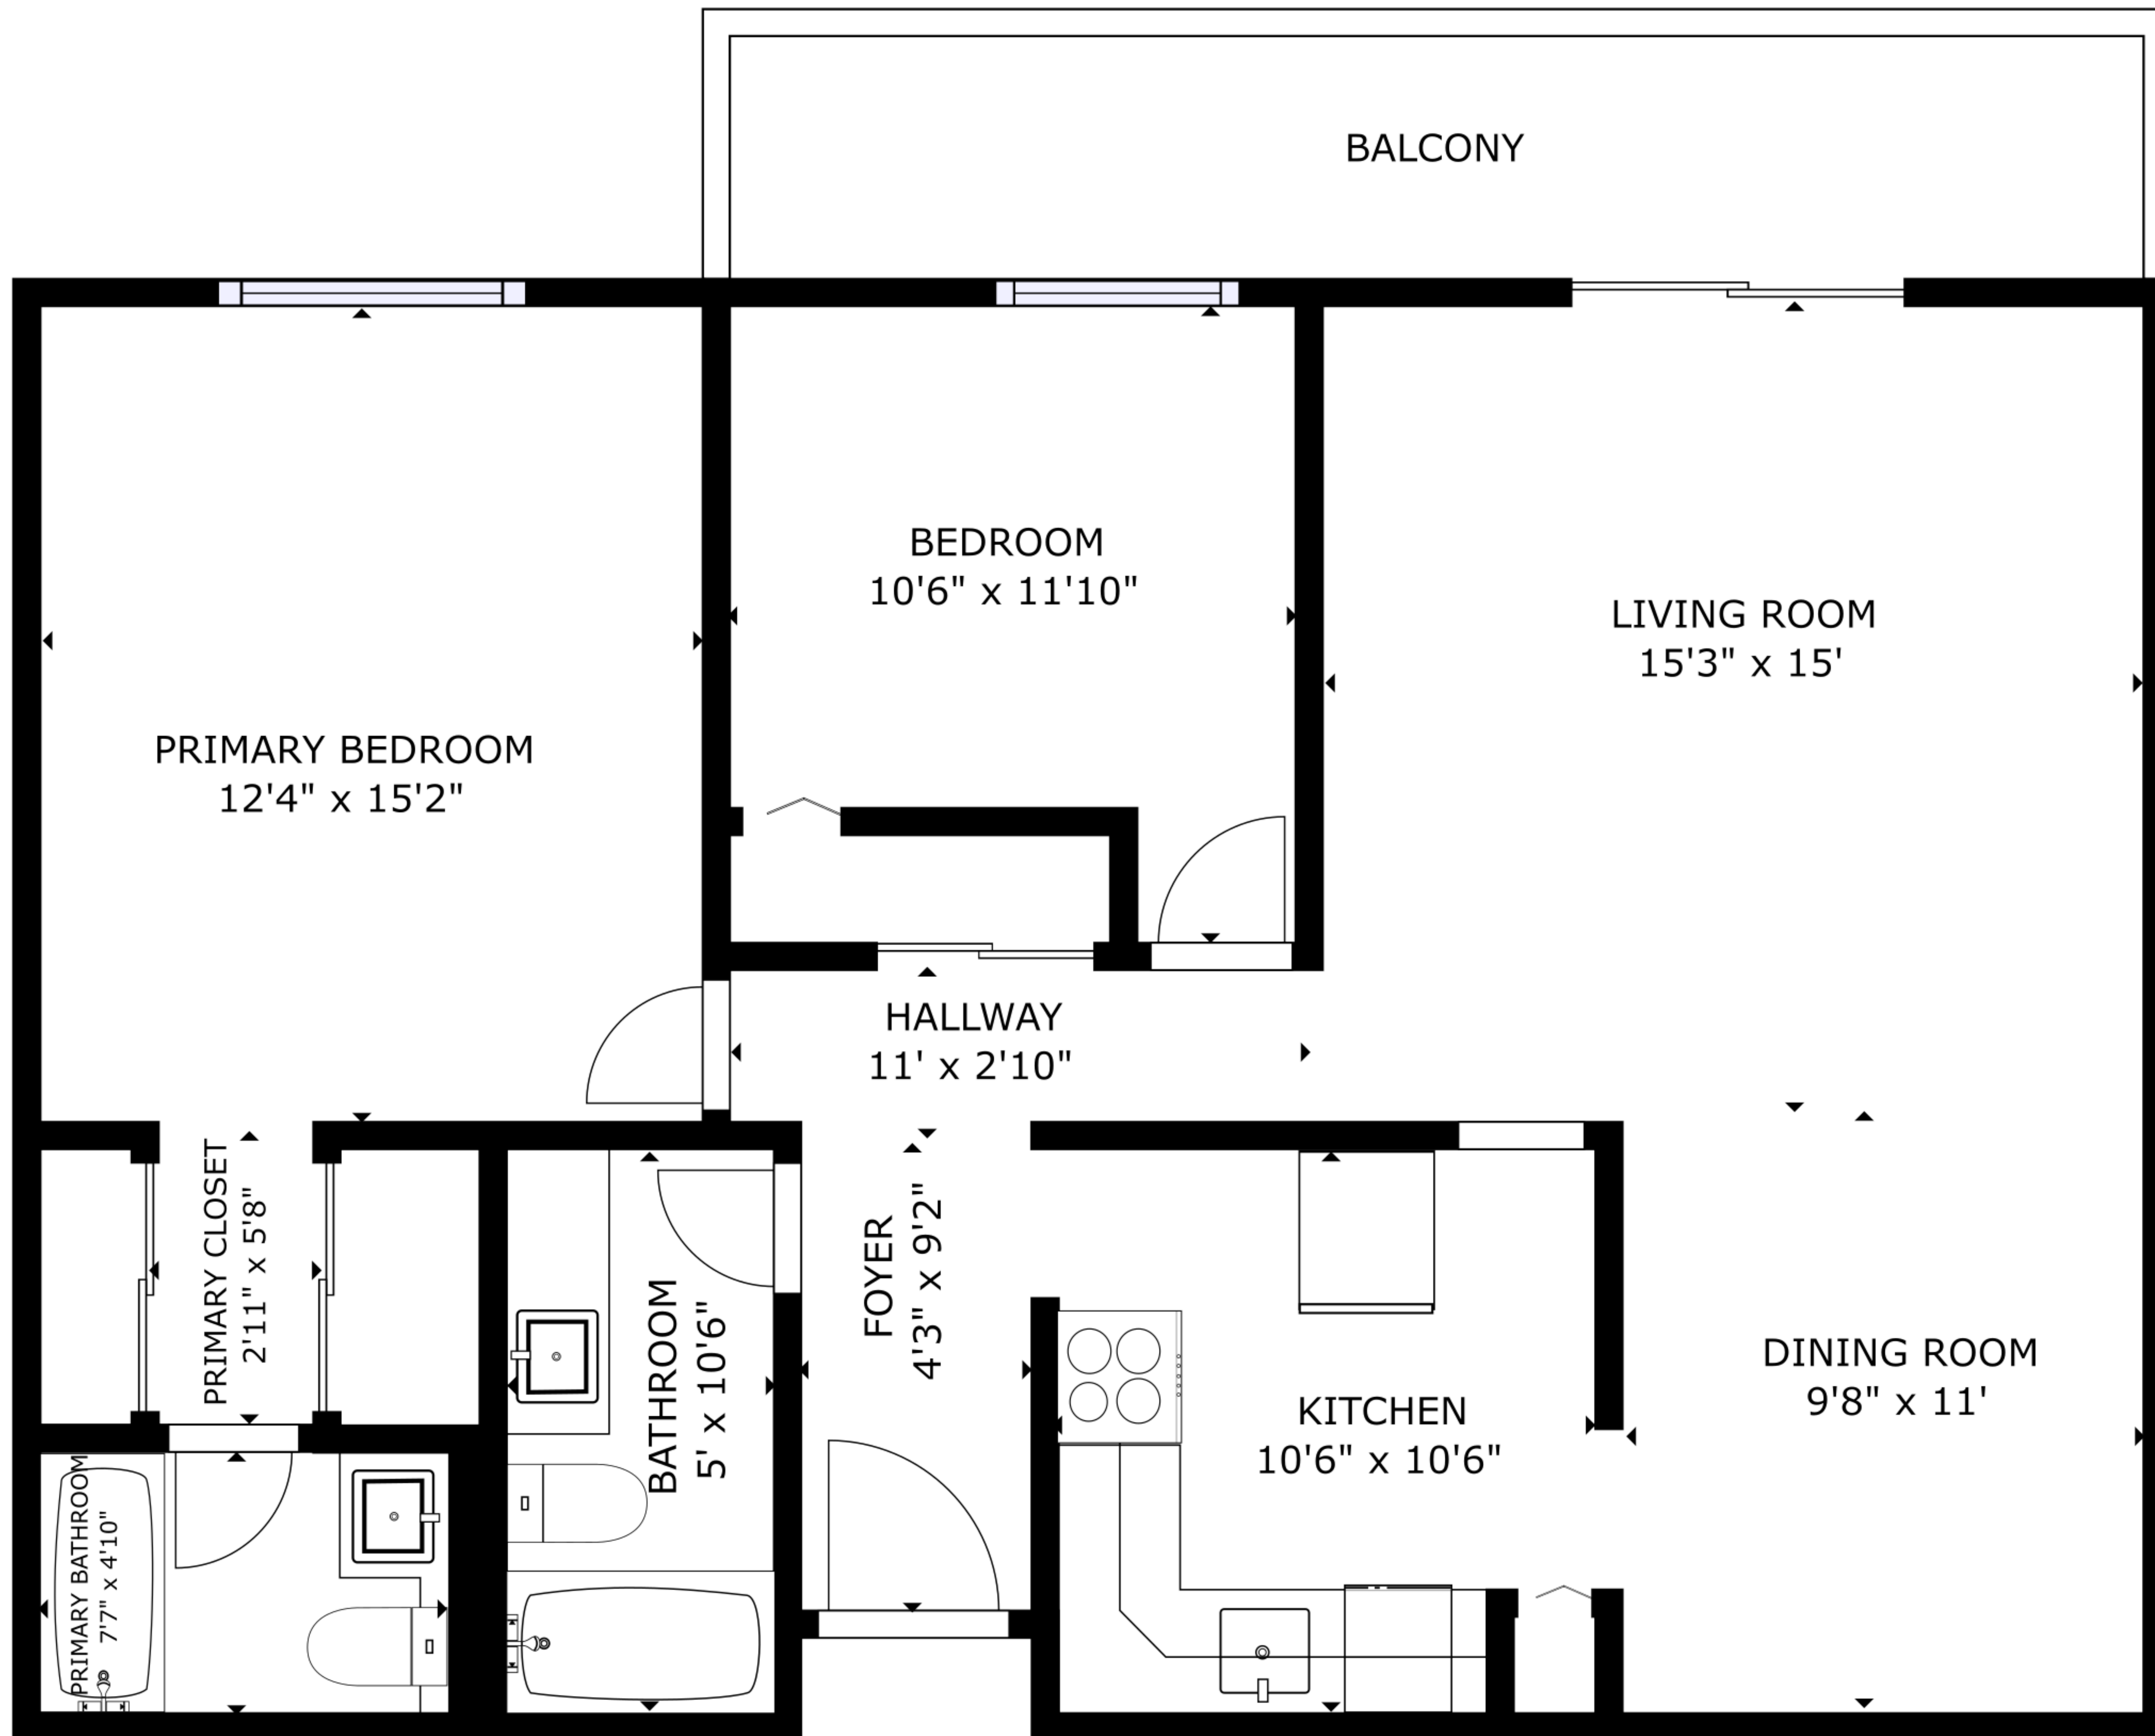 BALCONY
BEDROOM
10'6" x 11'10"
LIVING ROOM
15'3" x 15'
PRIMARY BEDROOM
12'4" x 15'2"
HALLWAY
11' x 2'10"
PRIMARY CLOSET
2'11" x 5'8"
FOYER
4'3" x 9'2"
BATHROOM
5' x 10'6"
KITCHEN
10'6" x 10'6"
DINING ROOM
9'8" x 11'
PRIMARY BATHROOM
7'7" x 4'10"